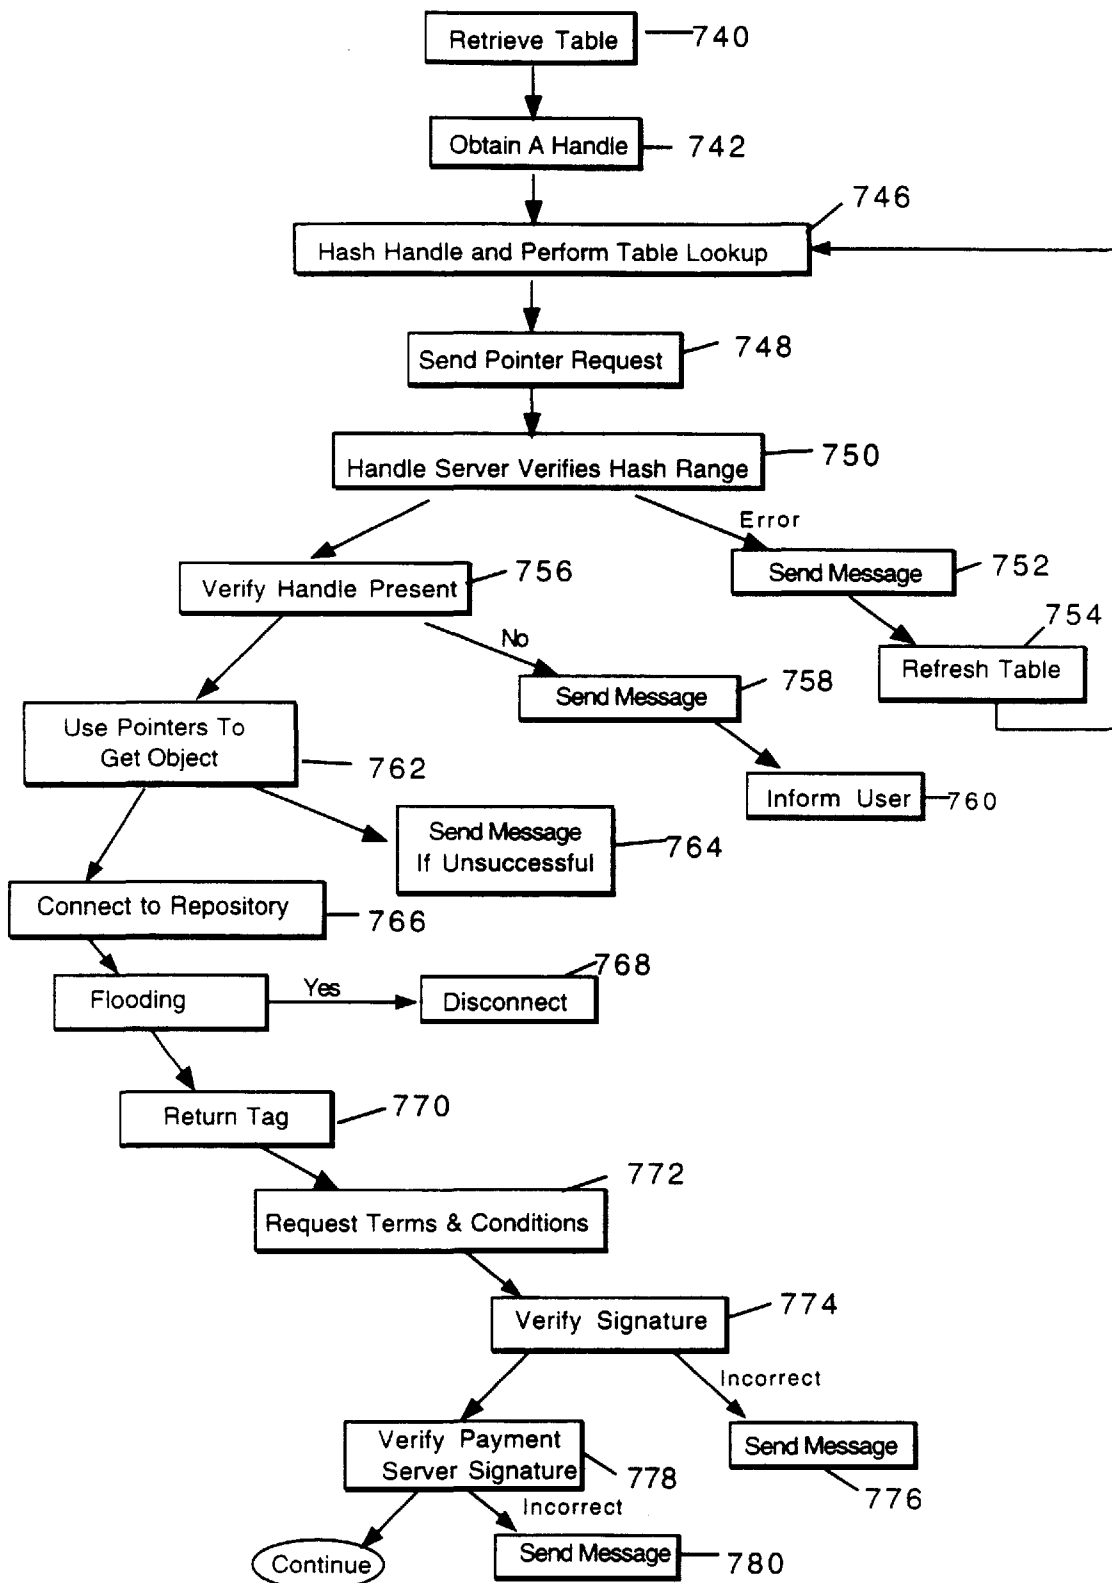 Retrieve Table 740
Obtain A Handle 742
746
Hash Handle and Perform Table Lookup
Send Pointer Request 748
Handle Server Verifies Hash Range 750
Error
Send Message 752
Verify Handle Present 756
754
Refresh Table
No
Send Message 758
Use Pointers To
Get Object 762
Inform User 760
Send Message
If Unsuccessful 764
Connect to Repository 766
768
Flooding Yes Disconnect
Return Tag 770
772
Request Terms & Conditions
Verify Signature 774
Incorrect
Verify Payment
Server Signature 778
Send Message
776
Incorrect
Continue
Send Message 780